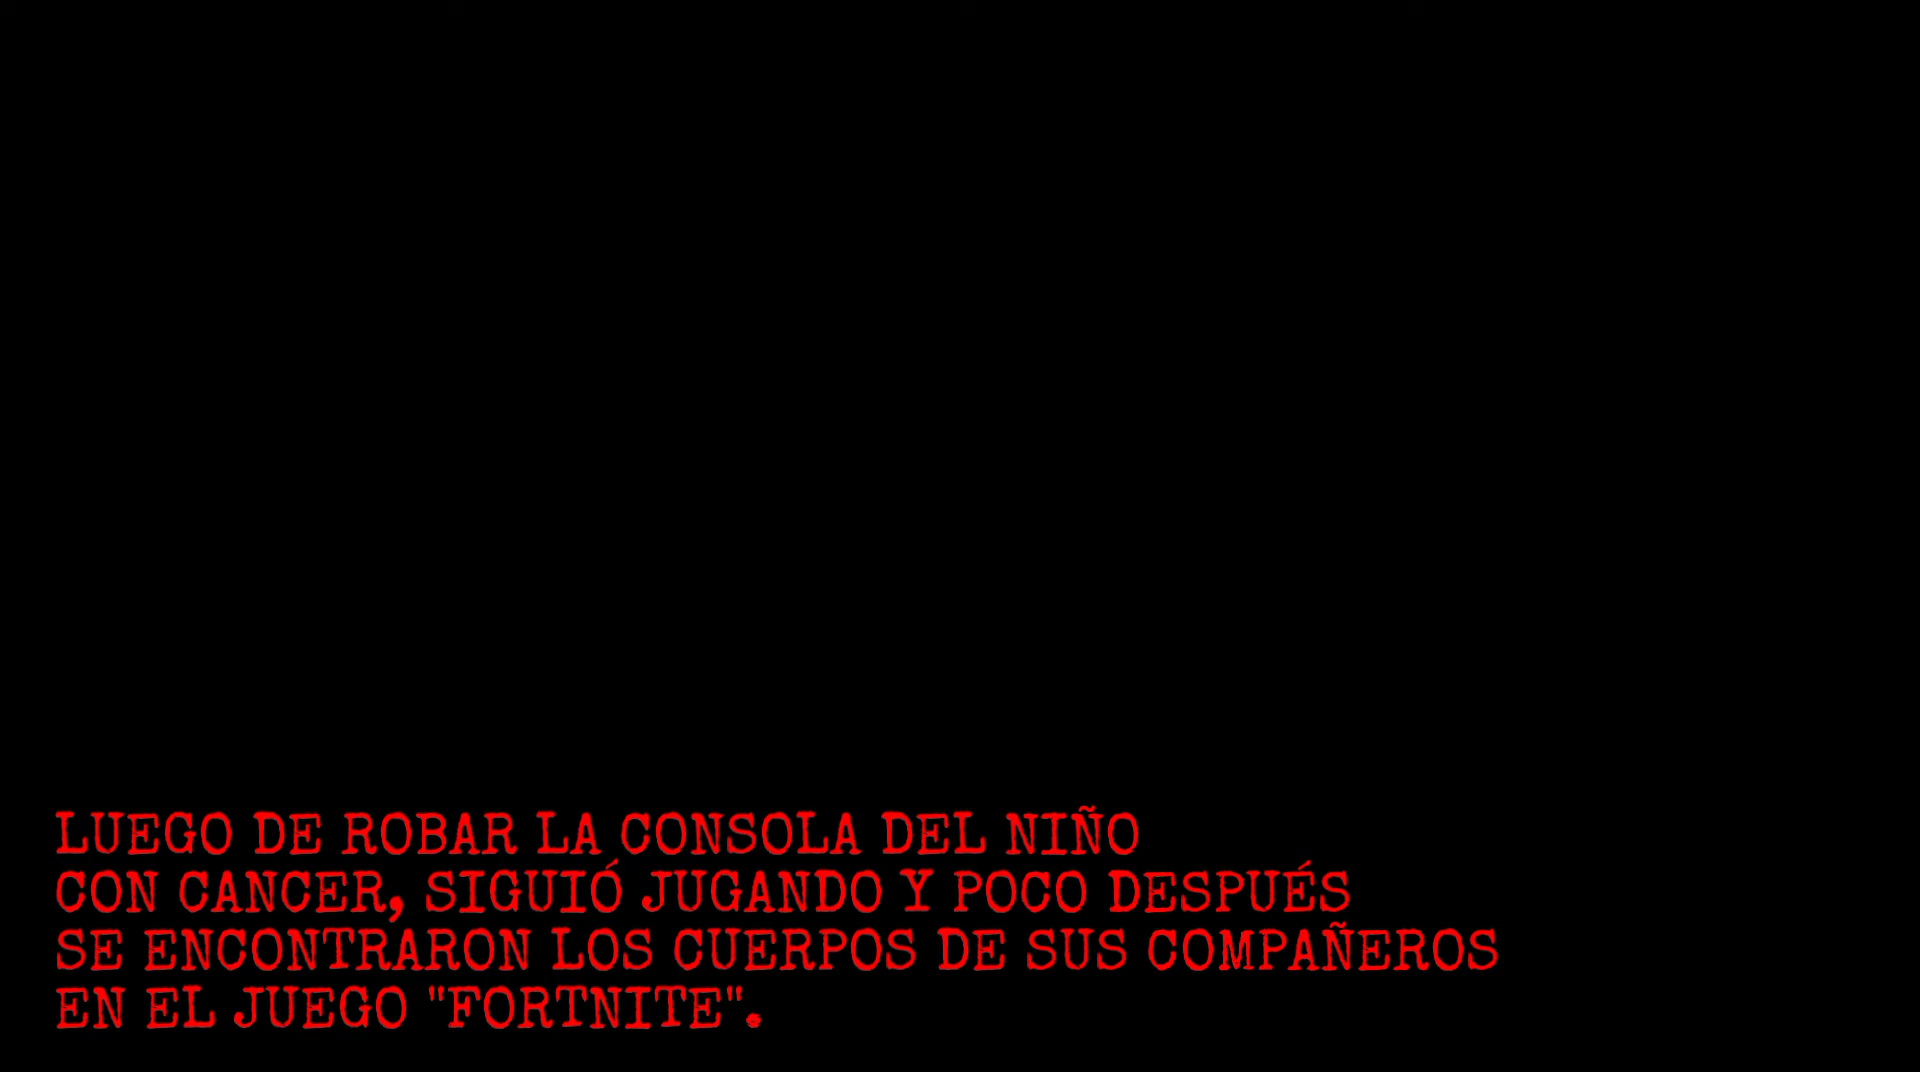 LUEGO DE ROBAR LA CONSOLA DEL NIÑO
CON CANCER, SIGUIÓ JUGANDO Y POCO DESPUÉS
SE ENCONTRARON LOS CUERPOS DE SUS COMPAÑEROS
EN EL JUEGO "FORTNITE".